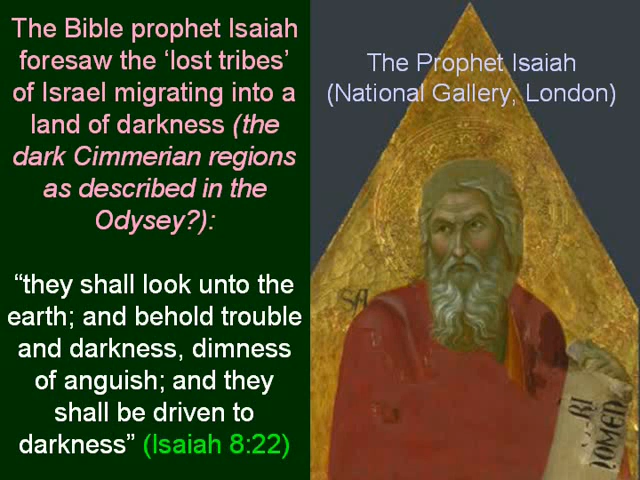 The Bible prophet Isaiah
foresaw the ‘lost tribes’
of Israel migrating into a
land of darkness (the
dark Cimmerian regions
as described in the
Odysey?):
“they shall look unto the
earth; and behold trouble
and darkness, dimness
of anguish; and they
shall be driven to
darkness” (Isaiah 8:22)
The Prophet Isaiah
(National Gallery, London)
SA